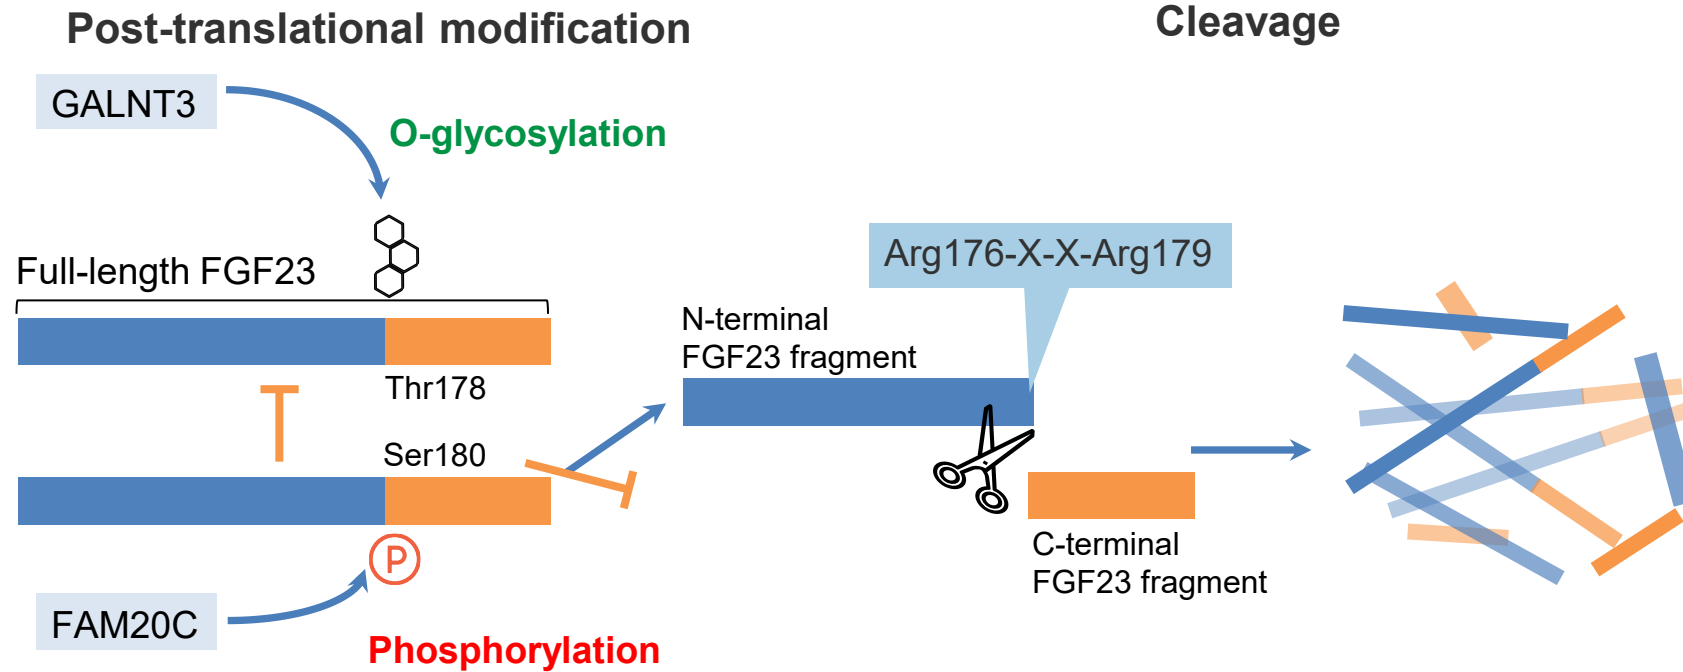 Post-translational modification
Cleavage
GALNT3
O-glycosylation
Full-length FGF23
Thr178
Ser180
P
FAM20C
Phosphorylation
Arg176-X-X-Arg179
N-terminal
FGF23 fragment
C-terminal
FGF23 fragment